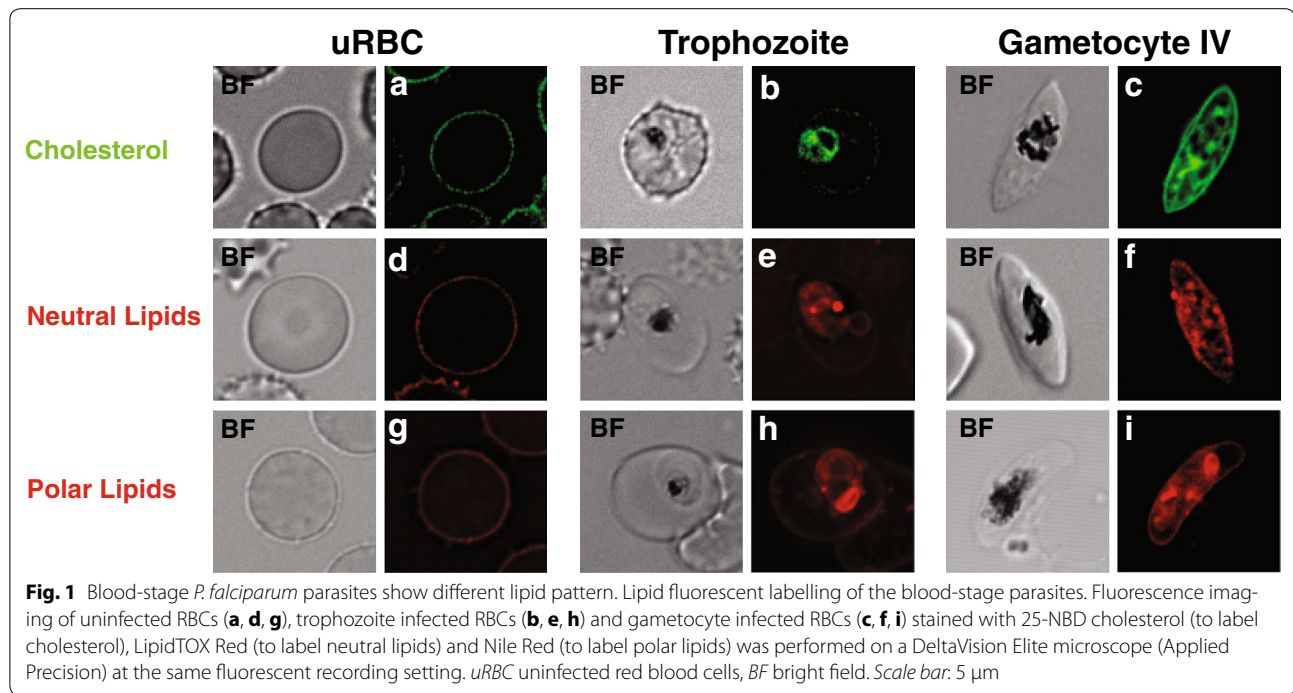 uRBC Trophozoite Gametocyte IV
Cholesterol BF a BF b BF c
Neutral Lipids BF d BF e BF f
Polar Lipids BF g BF h BF i
Fig. 1 Blood-stage P. falciparum parasites show different lipid pattern. Lipid fluorescent labelling of the blood-stage parasites. Fluorescence imag-
ing of uninfected RBCs (a, d, g), trophozoite infected RBCs (b, e, h) and gametocyte infected RBCs (c, f, i) stained with 25-NBD cholesterol (to label
cholesterol), LipidTOX Red (to label neutral lipids) and Nile Red (to label polar lipids) was performed on a DeltaVision Elite microscope (Applied
Precision) at the same fluorescent recording setting. uRBC uninfected red blood cells, BF bright field. Scale bar: 5 μm